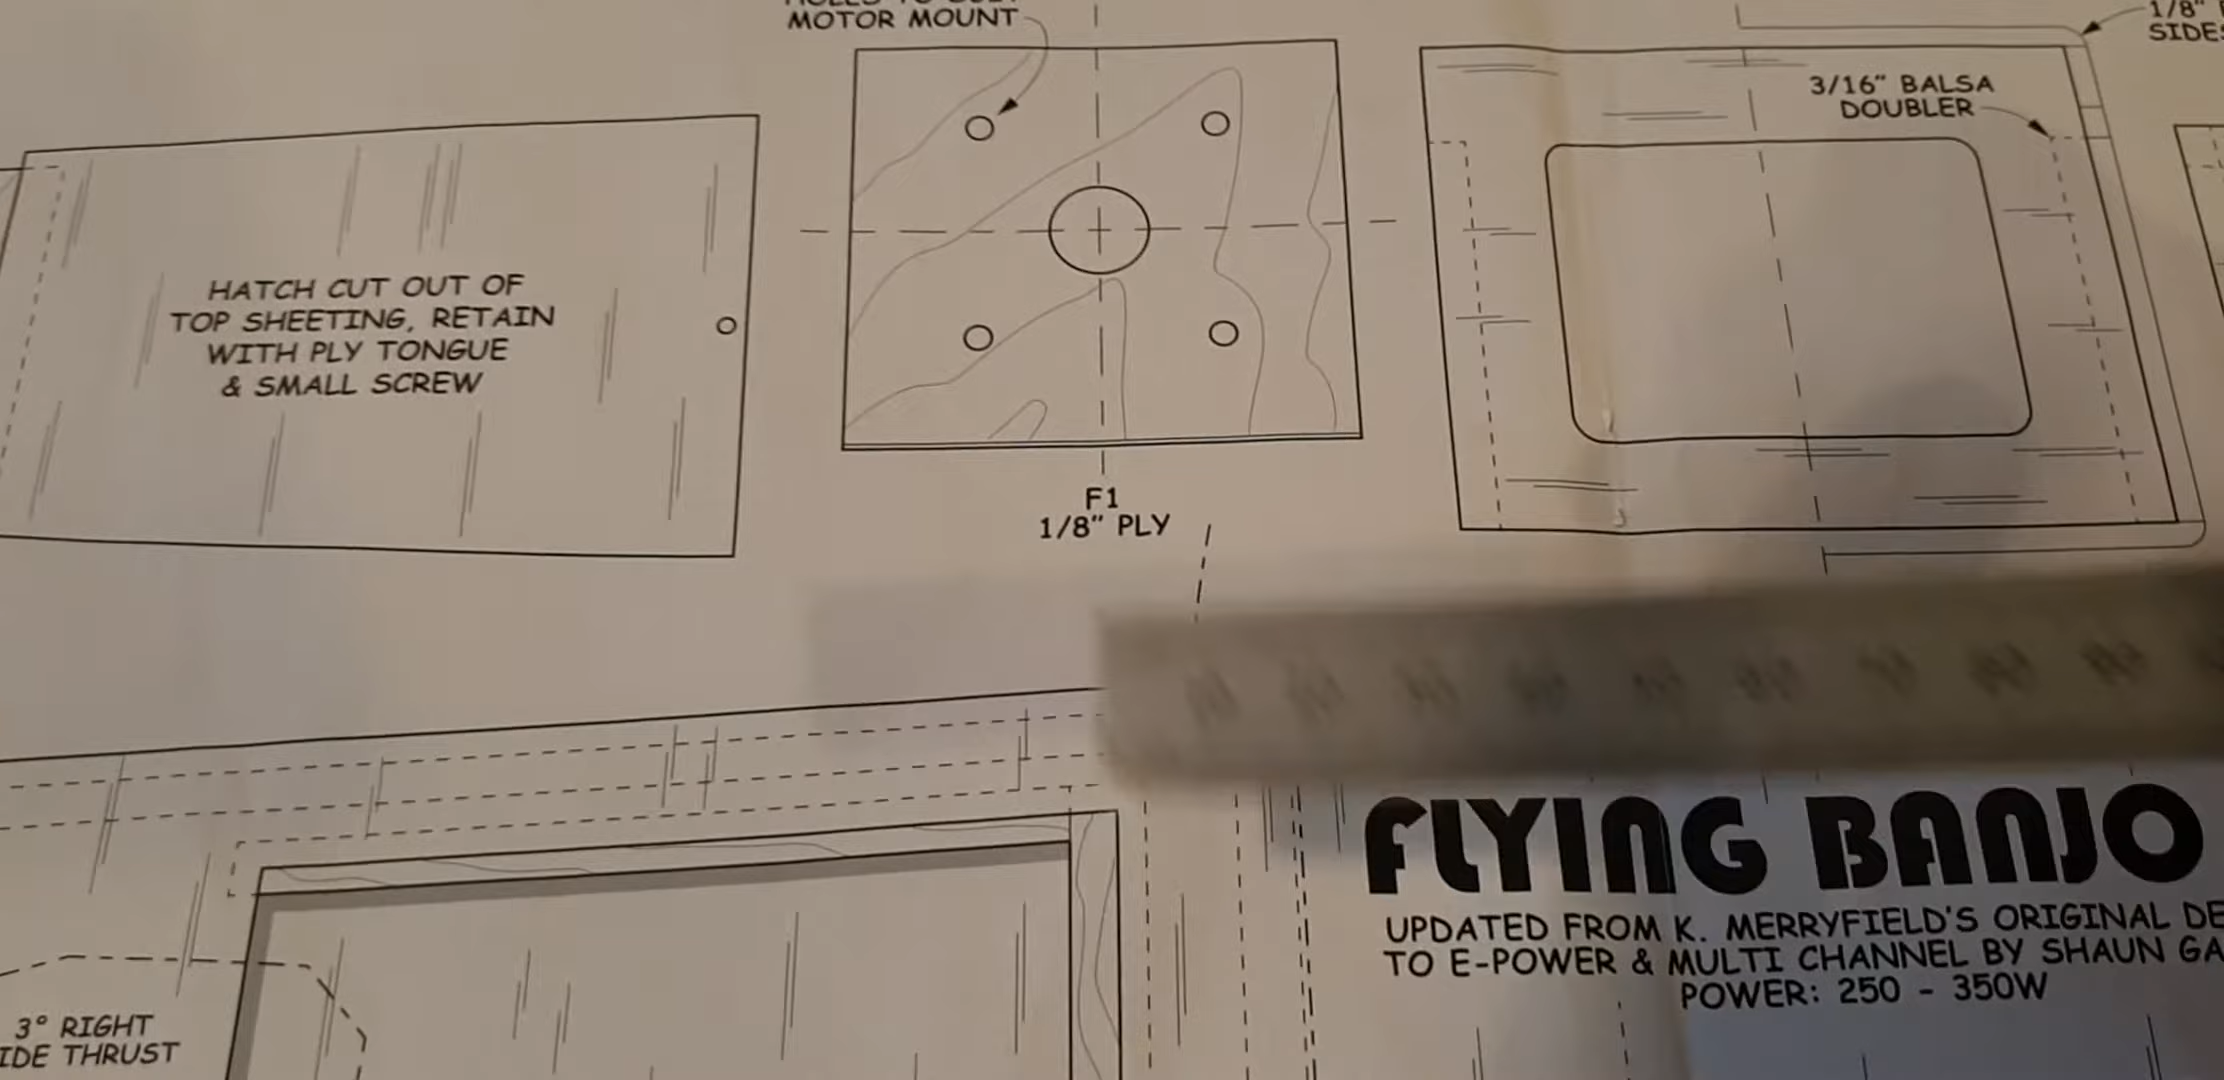 MOTOR MOUNT
1/8"
3/16" BALSA
DOUBLER
HATCH CUT OUT OF
TOP SHEETING, RETAIN
WITH PLY TONGUE
& SMALL SCREW
F1
1/8" PLY
FLYING BANJO
UPDATED FROM K. MERRYFIELD'S ORIGINAL
TO E-POWER & MULTI CHANNEL BY SHAUN
POWER: 250 - 350W
3° RIGHT
THRUST